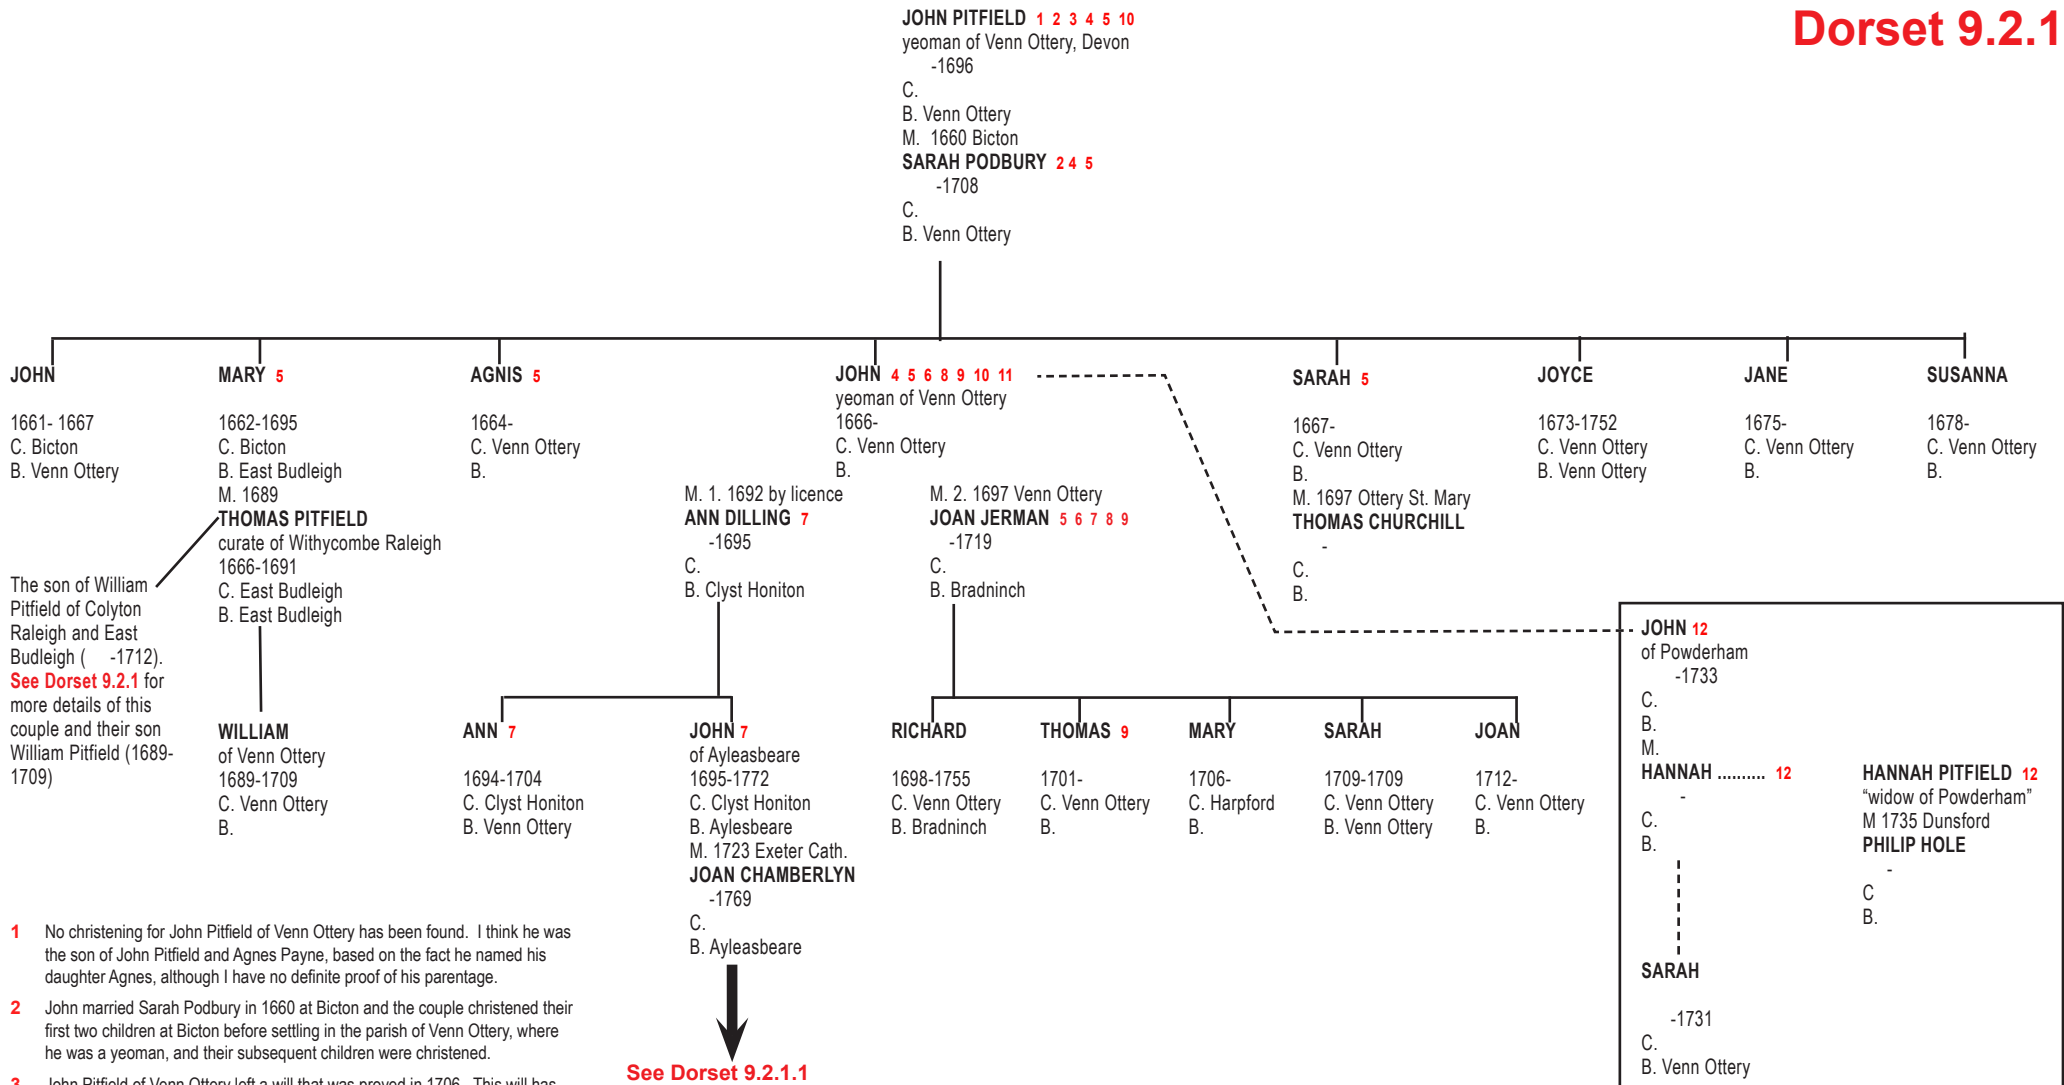 Dorset 9.2.1
JOHN PITFIELD 1 2 3 4 5 10
yeoman of Venn Ottery, Devon
-1696
C.
B. Venn Ottery
M. 1660 Bicton
SARAH PODBURY 2 4 5
-1708
C.
B. Venn Ottery
JOHN
1661- 1667
C. Bicton
B. Venn Ottery
MARY 5
1662-1695
C. Bicton
B. East Budleigh
M. 1689
THOMAS PITFIELD
curate of Withycombe Raleigh
1666-1691
C. East Budleigh
B. East Budleigh
AGNIS 5
1664-
C. Venn Ottery
B.
JOHN 4 5 6 8 9 10 11
yeoman of Venn Ottery
1666-
C. Venn Ottery
B.
M. 1. 1692 by licence
ANN DILLING 7
-1695
C.
B. Clyst Honiton
M. 2. 1697 Venn Ottery
JOAN JERMAN 5 6 7 8 9
-1719
C.
B. Bradninch
SARAH 5
1667-
C. Venn Ottery
B.
M. 1697 Ottery St. Mary
THOMAS CHURCHILL
-
C.
B.
JOYCE
1673-1752
C. Venn Ottery
B. Venn Ottery
JANE
1675-
C. Venn Ottery
B.
SUSANNA
1678-
C. Venn Ottery
B.
The son of William
Pitfield of Colyton
Raleigh and East
Budleigh ( -1712).
See Dorset 9.2.1 for
more details of this
couple and their son
William Pitfield (1689-
1709)
WILLIAM
of Venn Ottery
1689-1709
C. Venn Ottery
B.
ANN 7
1694-1704
C. Clyst Honiton
B. Venn Ottery
JOHN 7
of Ayleasbeare
1695-1772
C. Clyst Honiton
B. Aylesbeare
M. 1723 Exeter Cath.
JOAN CHAMBERLYN
-1769
C.
B. Ayleasbeare
See Dorset 9.2.1.1
RICHARD
1698-1755
C. Venn Ottery
B. Bradninch
THOMAS 9
1701-
C. Venn Ottery
B.
MARY
1706-
C. Harpford
B.
SARAH
1709-1709
C. Venn Ottery
B. Venn Ottery
JOAN
1712-
C. Venn Ottery
B.
JOHN 12
of Powderham
-1733
C.
B.
M.
HANNAH .......... 12
-
C.
B.
HANNAH PITFIELD 12
“widow of Powderham”
M 1735 Dunsford
PHILIP HOLE
-
C
B.
SARAH
-1731
C.
B. Venn Ottery
1 No christening for John Pitfield of Venn Ottery has been found. I think he was
the son of John Pitfield and Agnes Payne, based on the fact he named his
daughter Agnes, although I have no definite proof of his parentage.
2 John married Sarah Podbury in 1660 at Bicton and the couple christened their
first two children at Bicton before settling in the parish of Venn Ottery, where
he was a yeoman, and their subsequent children were christened.
3 John Pitfield of Venn Ottery left a will that was proved in 1706. This will has